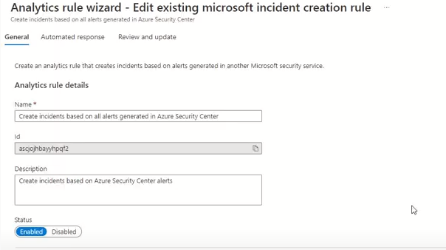 Analytics rule wizard - Edit existing microsoft incident creation rule ...
Create incidents based on all alerts generated in Azure Security Center
General Automated response Review and update
Create an analytics rule that creates incidents based on alerts generated in another Microsoft security service.
Analytics rule details
Name *
Create incidents based on all alerts generated in Azure Security Center
Id
Description
Create incidents based on Azure Security Center alerts
Status
Enabled Disabled